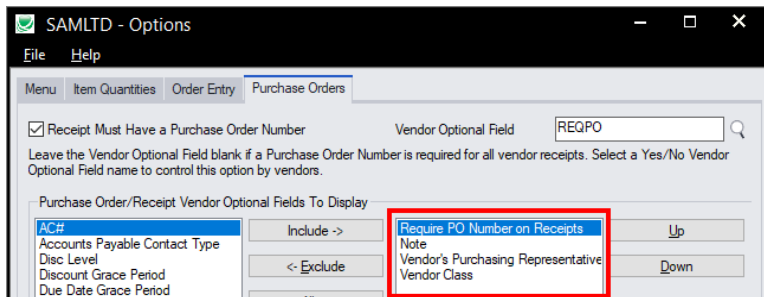 SAMLTD - Options
File Help
Menu Item Quantities Order Entry Purchase Orders
Receipt Must Have a Purchase Order Number Vendor Optional Field REQPO
Leave the Vendor Optional Field blank if a Purchase Order Number is required for all vendor receipts. Select a Yes/No Vendor
Optional Field name to control this option by vendors.
Purchase Order/Receipt Vendor Optional Fields To Display
AC# Include -> Require PO Number on Receipts Up
Accounts Payable Contact Type Note
Disc Level <- Exclude Vendor's Purchasing Representative Down
Discount Grace Period Vendor Class
Due Date Grace Period